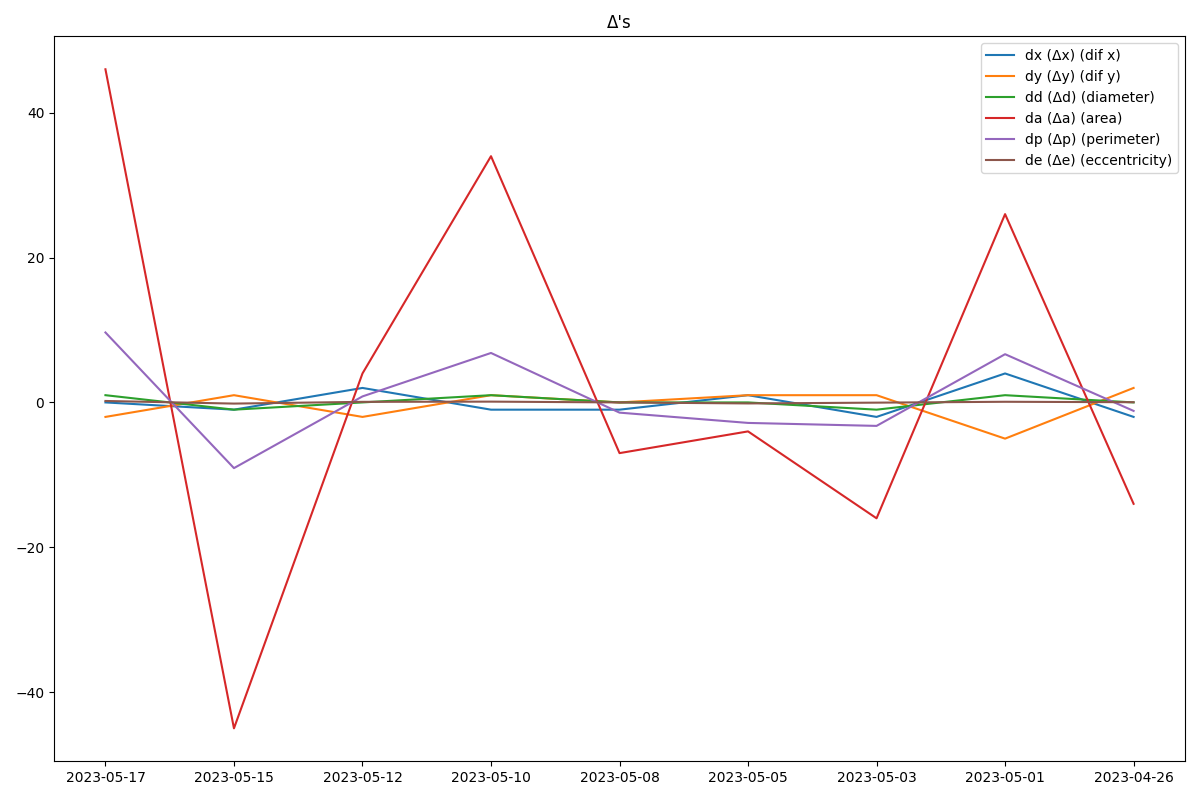 Δ's
dx (Δx) (dif x)
dy (Δy) (dif y)
dd (Δd) (diameter)
da (Δa) (area)
dp (Δp) (perimeter)
de (Δe) (eccentricity)
40
20
0
−20
−40
2023-05-17 2023-05-15 2023-05-12 2023-05-10 2023-05-08 2023-05-05 2023-05-03 2023-05-01 2023-04-26